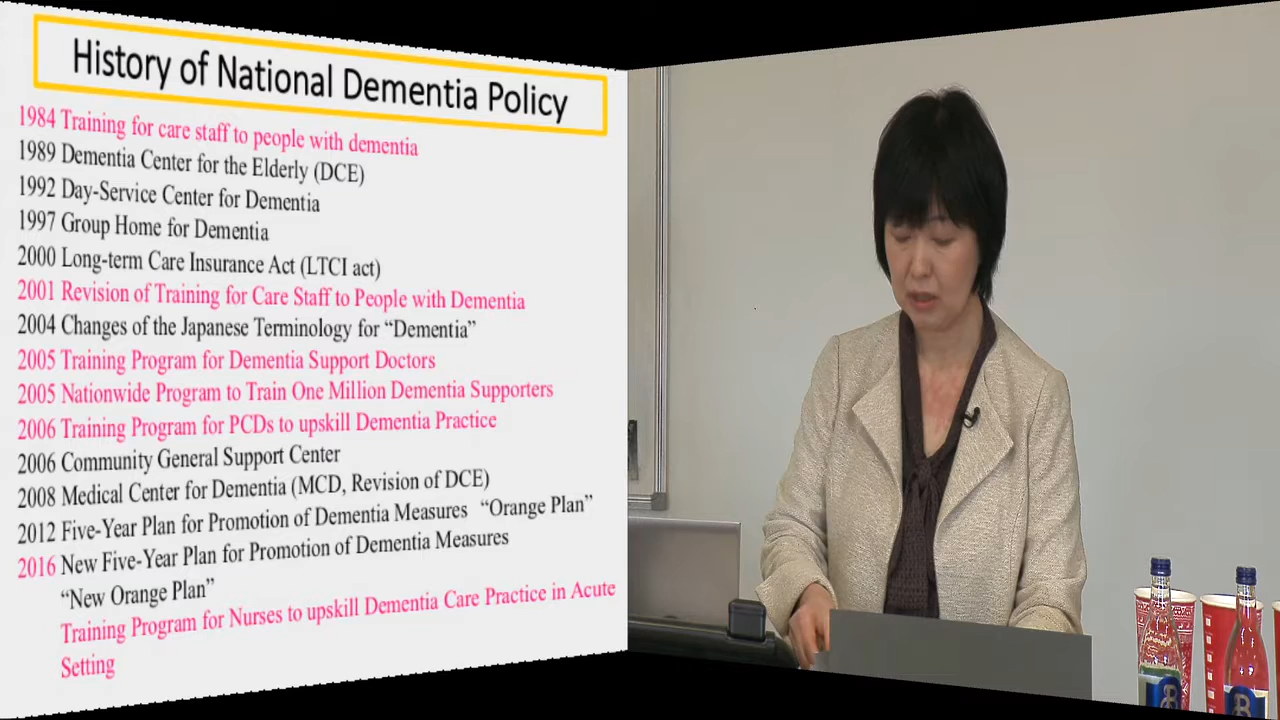 History of National Dementia Policy
1984 Training for care staff to people with dementia
1989 Dementia Center for the Elderly (DCE)
1992 Day-Service Center for Dementia
1997 Group Home for Dementia
2000 Long-term Care Insurance Act (LTCI act)
2001 Revision of Training for Care Staff to People with Dementia
2004 Changes of the Japanese Terminology for “Dementia”
2005 Training Program for Dementia Support Doctors
2005 Nationwide Program to Train One Million Dementia Supporters
2006 Training Program for PCDs to upskill Dementia Practice
2006 Community General Support Center
2008 Medical Center for Dementia (MCD, Revision of DCE)
2012 Five-Year Plan for Promotion of Dementia Measures “Orange Plan”
2016 New Five-Year Plan for Promotion of Dementia Measures
“New Orange Plan”
Training Program for Nurses to upskill Dementia Care Practice in Acute
Setting